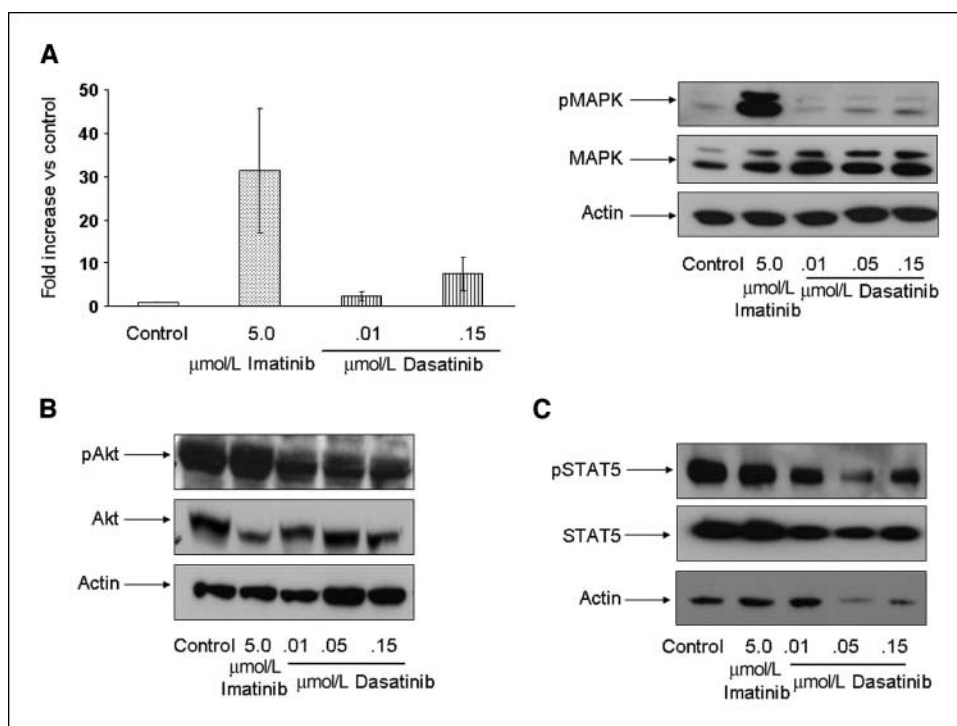 A
Fold increase vs control
50
40
30
20
10
0
Control
5.0
.01
.15
μmol/L Imatinib
μmol/L Dasatinib
pMAPK
MAPK
Actin
Control 5.0 .01 .05 .15
μmol/L
Imatinib
μmol/L Dasatinib
B
pAkt
Akt
Actin
Control 5.0 .01 .05 .15
μmol/L
Imatinib
μmol/L Dasatinib
C
pSTAT5
STAT5
Actin
Control 5.0 .01 .05 .15
μmol/L
Imatinib
μmol/L Dasatinib